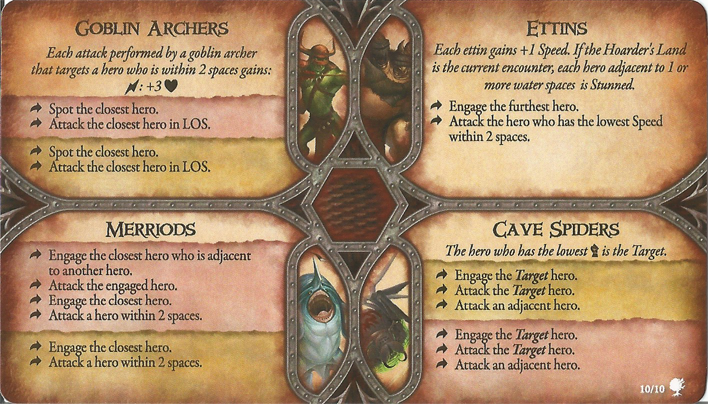 GOBLIN ARCHERS
Each attack performed by a goblin archer
that targets a hero who is within 2 spaces gains:
: +3
Spot the closest hero.
Attack the closest hero in LOS.
Spot the closest hero.
Attack the closest hero in LOS.
ETTINS
Each ettin gains +1 Speed. If the Hoarder's Land
is the current encounter, each hero adjacent to 1 or
more water spaces is Stunned.
Engage the furthest hero.
Attack the hero who has the lowest Speed
within 2 spaces.
MERRIODS
Engage the closest hero who is adjacent
to another hero.
Attack the engaged hero.
Engage the closest hero.
Attack a hero within 2 spaces.
Engage the closest hero.
Attack a hero within 2 spaces.
CAVE SPIDERS
The hero who has the lowest is the Target.
Engage the Target hero.
Attack the Target hero.
Attack an adjacent hero.
Engage the Target hero.
Attack the Target hero.
Attack an adjacent hero.
10/10